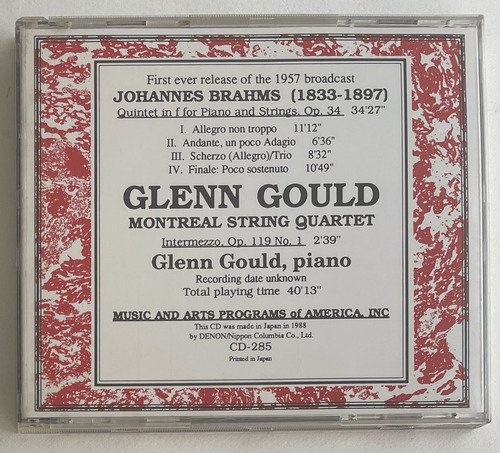 First ever release of the 1957 broadcast
JOHANNES BRAHMS (1833-1897)
Quintet in f for Piano and Strings, Op. 34 34'27"
I. Allegro non troppo 11'12"
II. Andante, un poco Adagio 6'36"
III. Scherzo (Allegro)/Trio 8'32"
IV. Finale: Poco sostenuto 10'49"
GLENN GOULD
MONTREAL STRING QUARTET
Intermezzo, Op. 119 No. 1 2'39"
Glenn Gould, piano
Recording date unknown
Total playing time 40'13"
MUSIC AND ARTS PROGRAMS of AMERICA, INC
This CD was made in Japan in 1988
by DENON/Nippon Columbia Co., Ltd.
CD-285
Printed in Japan